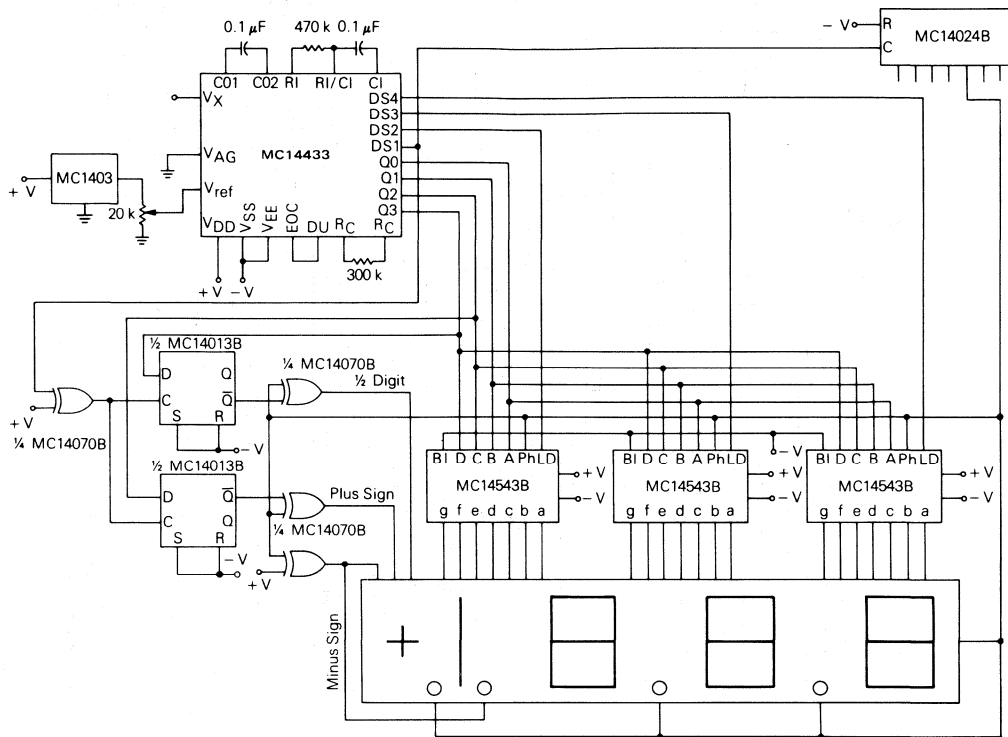 0.1 μF 470 k 0.1 μF
CO1 CO2 RI RI/CI CI
VX
VAG
Vref
VDD
VSS
VEE
EOC
DU
RC
RC
MC14433
DS4
DS3
DS2
DS1
Q0
Q1
Q2
Q3
MC1403
+ V
20 k
+ V - V
300 k
- V
R
C
MC14024B
½ MC14013B
D Q
C Q
S R
- V
+ V
¼ MC14070B
¼ MC14070B
½ Digit
½ MC14013B
D Q
C Q
S R
- V
Plus Sign
¼ MC14070B
+ V
Minus Sign
BI D C B A Ph LD
MC14543B
g f e d c b a
+ V
- V
BI D C B A Ph LD
MC14543B
g f e d c b a
+ V
- V
- V
BI D C B A Ph LD
MC14543B
g f e d c b a
+ V
- V